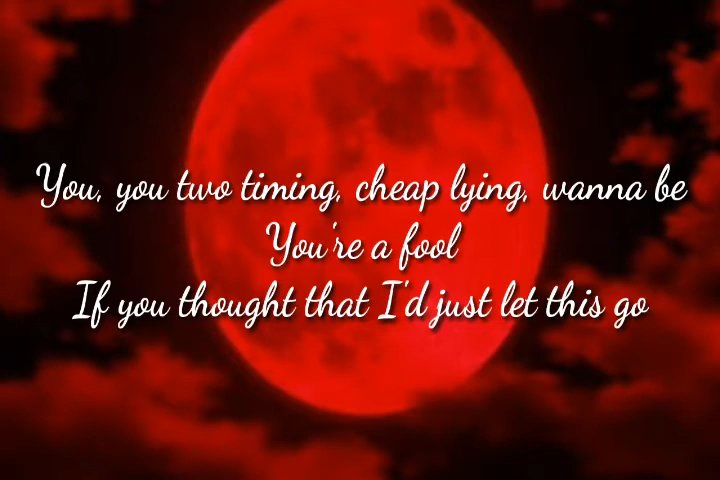 You, you two timing, cheap lying, wanna be
You're a fool
If you thought that I'd just let this go